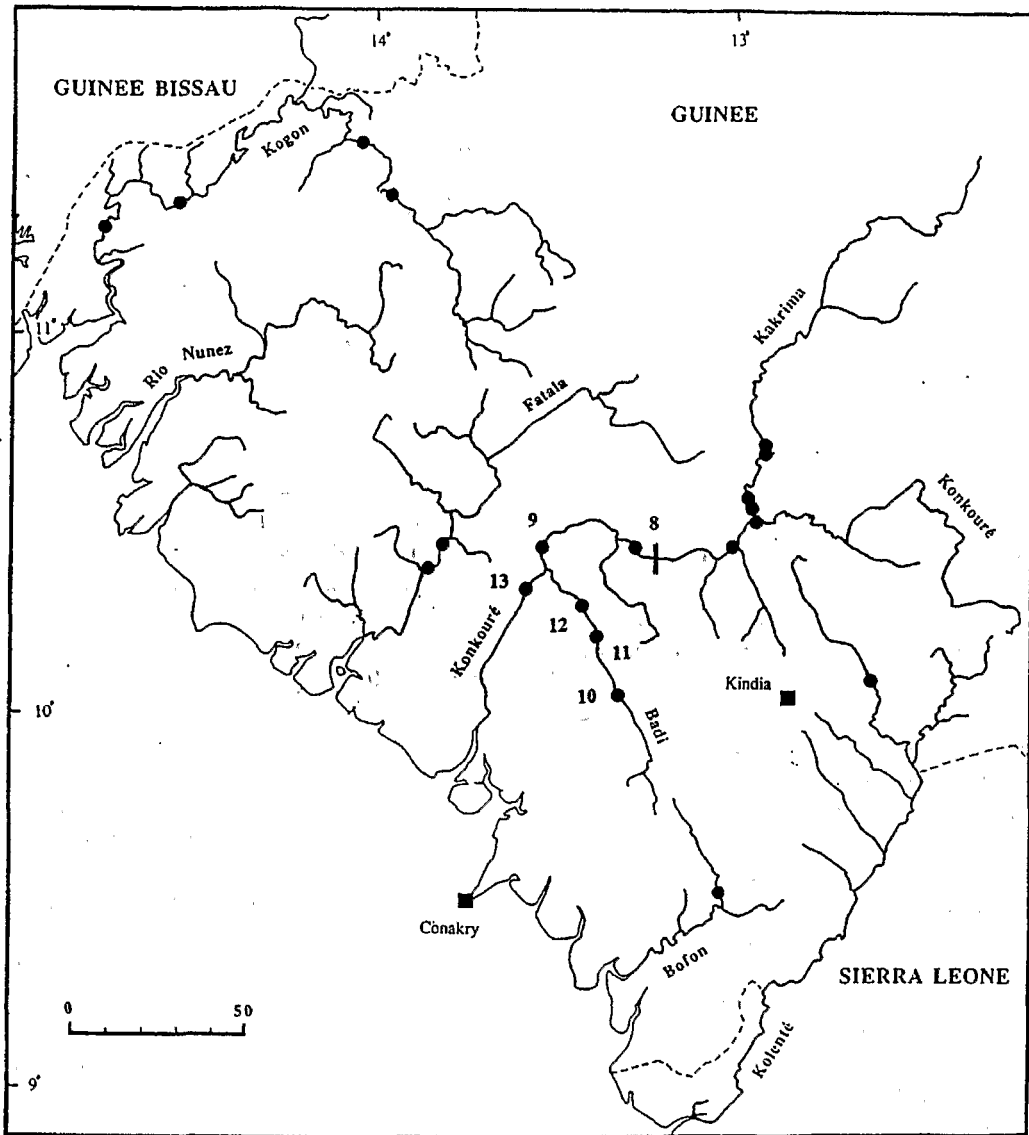 14°
13°
GUINEE BISSAU
GUINEE
Kogon
Kakrima
11°
Rio Nunez
Fatala
Konkouré
9
8
13
12
Konkouré
11
Kindia
10
10°
Badi
Conakry
Bofon
SIERRA LEONE
0 50
Kolenté
9°